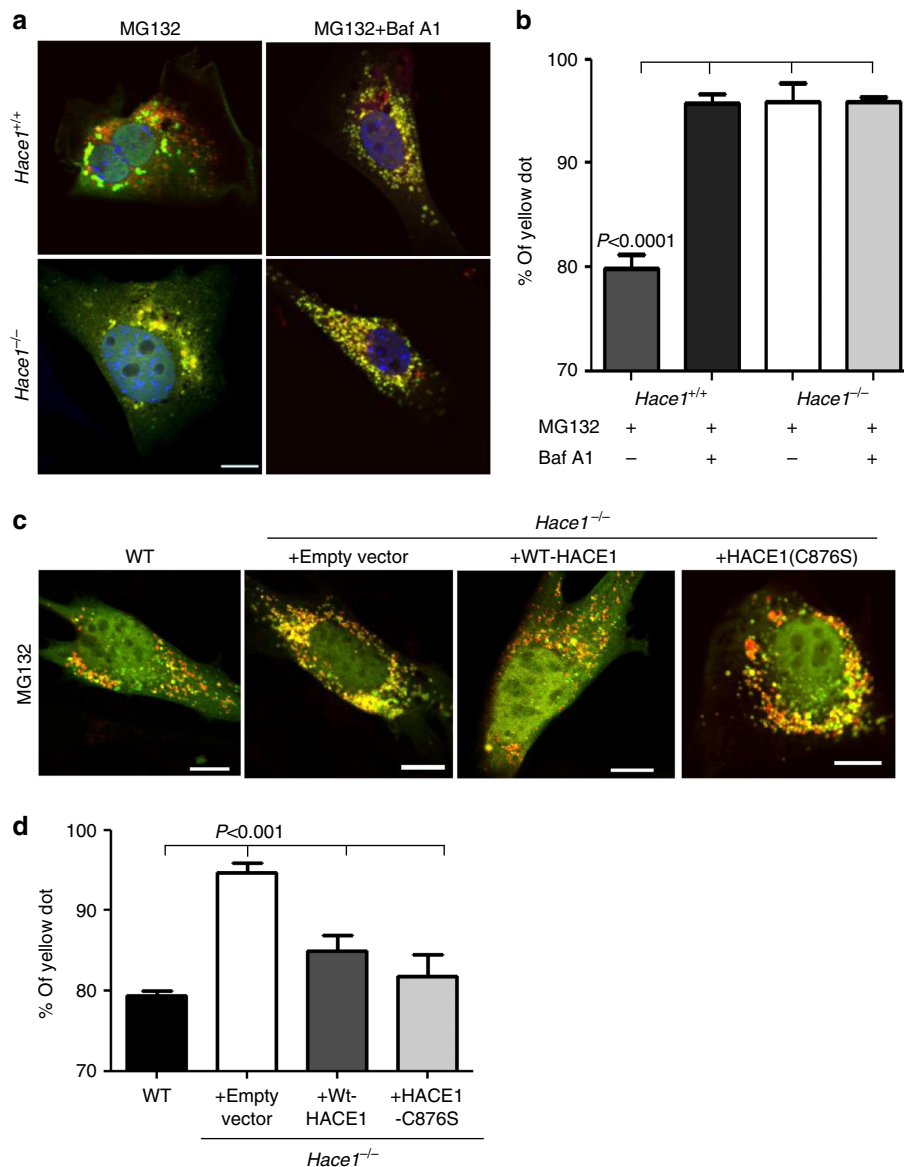 a
MG132
MG132+Baf A1
Hace1+/+
Hace1–/–
b
% Of yellow dot
100
90
80
70
P<0.0001
Hace1+/+
Hace1–/–
MG132 + + + +
Baf A1 – + – +
c
Hace1–/–
WT
+Empty vector
+WT-HACE1
+HACE1(C876S)
MG132
d
% Of yellow dot
100
90
80
70
P<0.001
WT
+Empty
vector
+Wt-
HACE1
+HACE1
-C876S
Hace1–/–